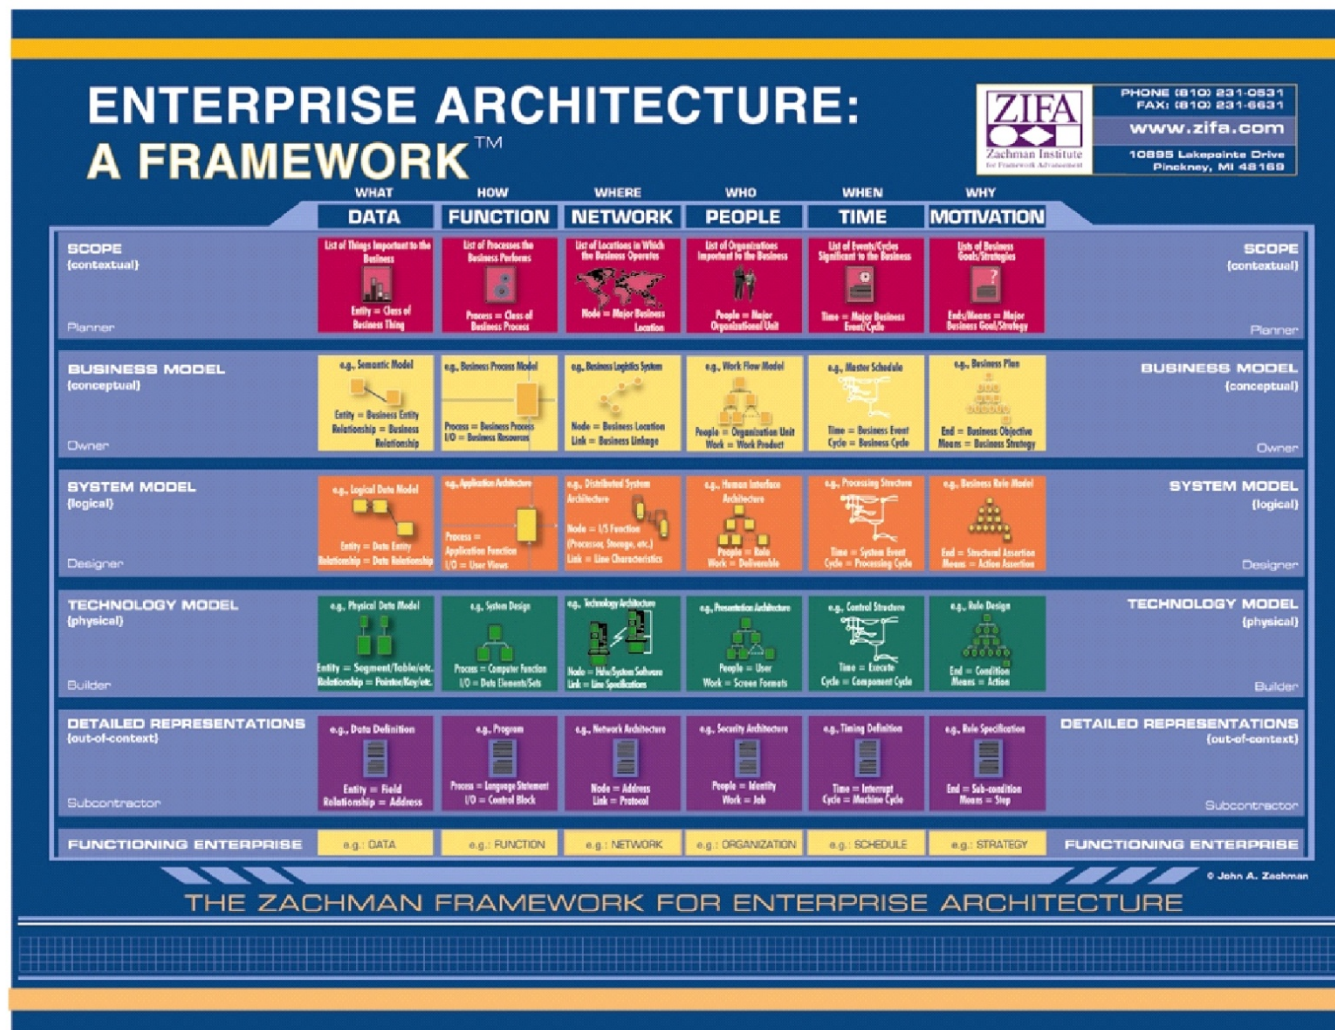 ENTERPRISE ARCHITECTURE:
A FRAMEWORK™
ZIFA
Zachman Institute
for Framework Advancement
PHONE (810) 231-0531
FAX: (810) 231-6631
www.zifa.com
10895 Lakepointe Drive
Pinckney, MI 48169
WHAT HOW WHERE WHO WHEN WHY
DATA FUNCTION NETWORK PEOPLE TIME MOTIVATION
SCOPE
(contextual)
Planner
List of Things Important to the
Business
Entity = Class of
Business Thing
List of Processes the
Business Performs
Process = Class of
Business Process
List of Locations in Which
the Business Operates
Node = Major Business
Location
List of Organizations
Important to the Business
People = Major
Organizational Unit
List of Events/Cycles
Significant to the Business
Time = Major Business
Event/Cycle
Lists of Business
Goals/Strategies
?
Ends/Means = Major
Business Goal/Strategy
SCOPE
(contextual)
Planner
BUSINESS MODEL
(conceptual)
Owner
e.g., Semantic Model
Entity = Business Entity
Relationship = Business
Relationship
e.g., Business Process Model
Process = Business Process
I/O = Business Resources
e.g., Business Logistics System
Node = Business Location
Link = Business Linkage
e.g., Work Flow Model
People = Organization Unit
Work = Work Product
e.g., Master Schedule
Time = Business Event
Cycle = Business Cycle
e.g., Business Plan
End = Business Objective
Means = Business Strategy
BUSINESS MODEL
(conceptual)
Owner
SYSTEM MODEL
(logical)
Designer
e.g., Logical Data Model
Entity = Data Entity
Relationship = Data Relationship
e.g., Application Architecture
Process =
Application Function
I/O = User Views
e.g., Distributed System
Architecture
Node = I/S Function
(Processor, Storage, etc.)
Link = Line Characteristics
e.g., Human Interface
Architecture
People = Role
Work = Deliverable
e.g., Processing Structure
Time = System Event
Cycle = Processing Cycle
e.g., Business Role Model
End = Structural Assertion
Means = Action Assertion
SYSTEM MODEL
(logical)
Designer
TECHNOLOGY MODEL
(physical)
Builder
e.g., Physical Data Model
Entity = Segment/Table/etc.
Relationship = Pointer/Key/etc.
e.g., System Design
Process = Computer Function
I/O = Data Elements/Sets
e.g., Technology Architecture
Node = Hdw/System Software
Link = Line Specifications
e.g., Presentation Architecture
People = User
Work = Screen Formats
e.g., Control Structure
Time = Execute
Cycle = Component Cycle
e.g., Rule Design
End = Condition
Means = Action
TECHNOLOGY MODEL
(physical)
Builder
DETAILED REPRESENTATIONS
(out-of-context)
Subcontractor
e.g., Data Definition
Entity = Field
Relationship = Address
e.g., Program
Process = Language Statement
I/O = Control Block
e.g., Network Architecture
Node = Address
Link = Protocol
e.g., Security Architecture
People = Identity
Work = Job
e.g., Timing Definition
Time = Interrupt
Cycle = Machine Cycle
e.g., Rule Specification
End = Sub-condition
Means = Step
DETAILED REPRESENTATIONS
(out-of-context)
Subcontractor
FUNCTIONING ENTERPRISE
e.g.: DATA
e.g.: FUNCTION
e.g.: NETWORK
e.g.: ORGANIZATION
e.g.: SCHEDULE
e.g.: STRATEGY
FUNCTIONING ENTERPRISE
© John A. Zachman
THE ZACHMAN FRAMEWORK FOR ENTERPRISE ARCHITECTURE